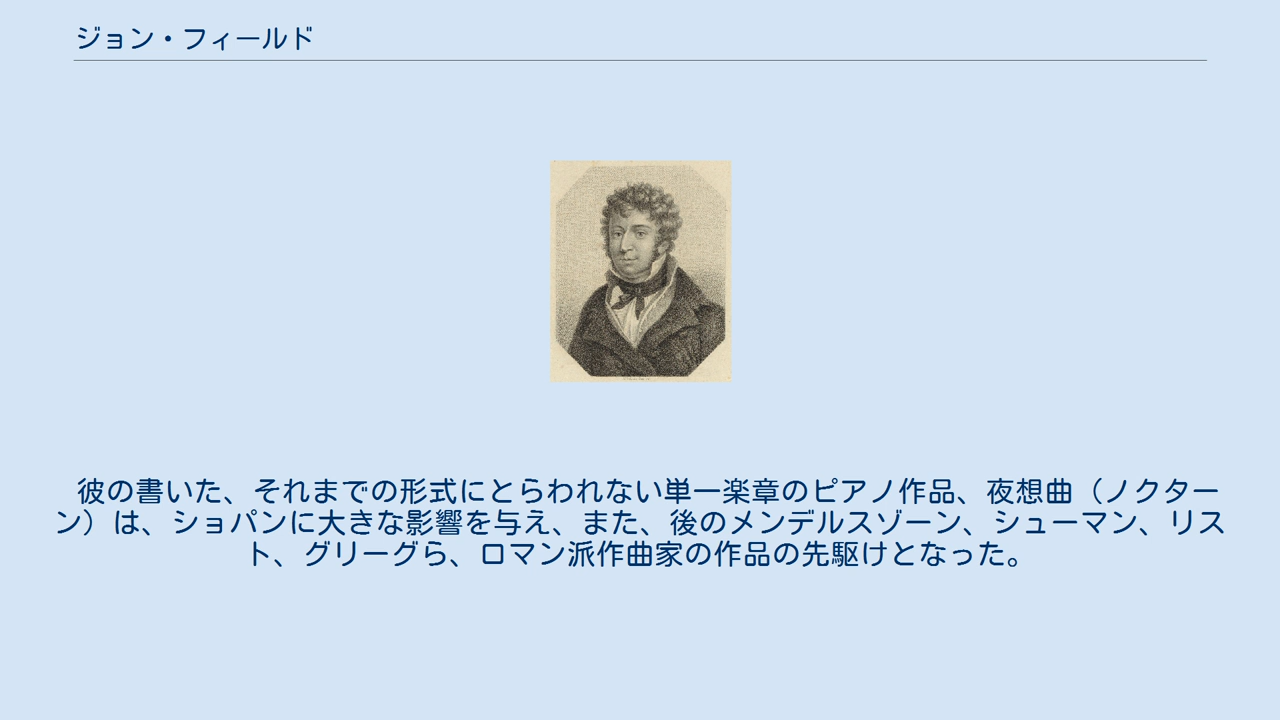 ジョン・フィールド
彼の書いた、それまでの形式にとらわれない単一楽章のピアノ作品、夜想曲（ノクター
ン）は、ショパンに大きな影響を与え、また、後のメンデルスゾーン、シューマン、リス
ト、グリーグら、ロマン派作曲家の作品の先駆けとなった。